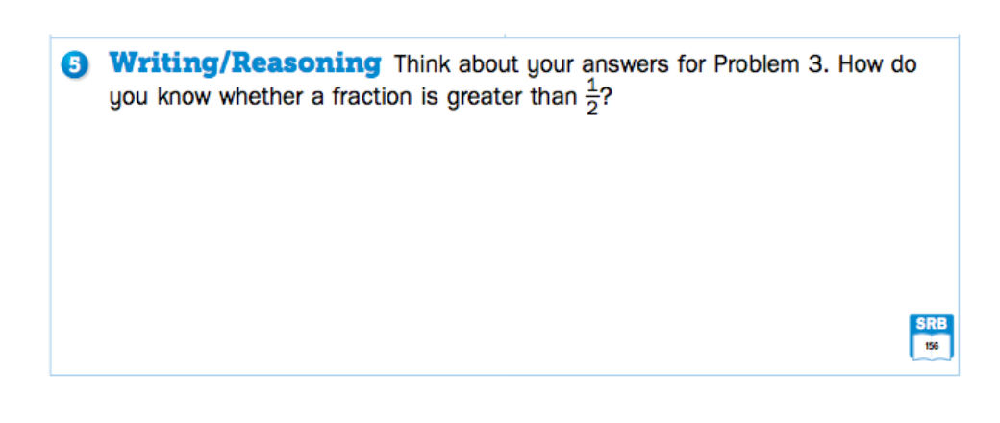 5 Writing/Reasoning Think about your answers for Problem 3. How do
you know whether a fraction is greater than 1/2?
SRB
156